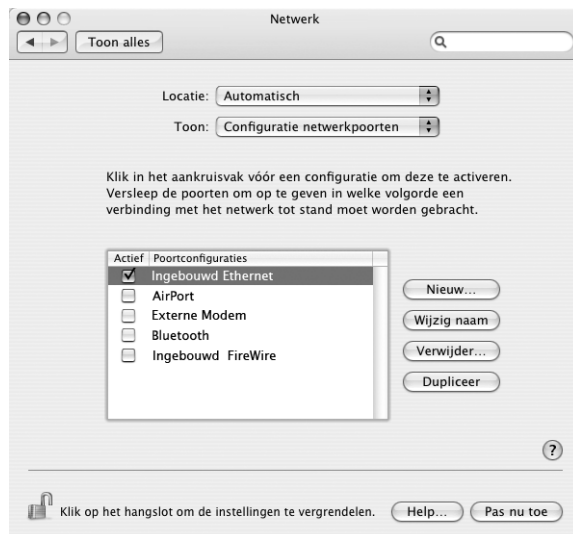 Netwerk
Toon alles
Locatie: Automatisch
Toon: Configuratie netwerkpoorten
Klik in het aankruisvak vóór een configuratie om deze te activeren.
Versleep de poorten om op te geven in welke volgorde een
verbinding met het netwerk tot stand moet worden gebracht.
Actief Poortconfiguraties
Ingebouwd Ethernet
AirPort
Externe Modem
Bluetooth
Ingebouwd FireWire
Nieuw...
Wijzig naam
Verwijder...
Dupliceer
?
Klik op het hangslot om de instellingen te vergrendelen. Help... Pas nu toe